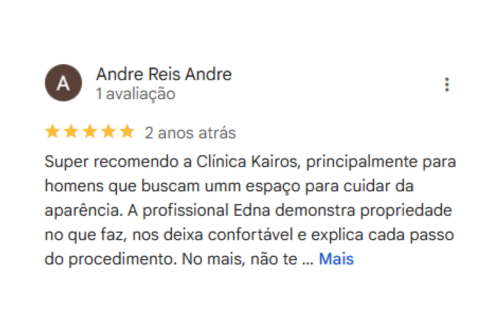 A
Andre Reis Andre
1 avaliação
2 anos atrás
Super recomendo a Clínica Kairos, principalmente para
homens que buscam umm espaço para cuidar da
aparência. A profissional Edna demonstra propriedade
no que faz, nos deixa confortável e explica cada passo
do procedimento. No mais, não te ... Mais